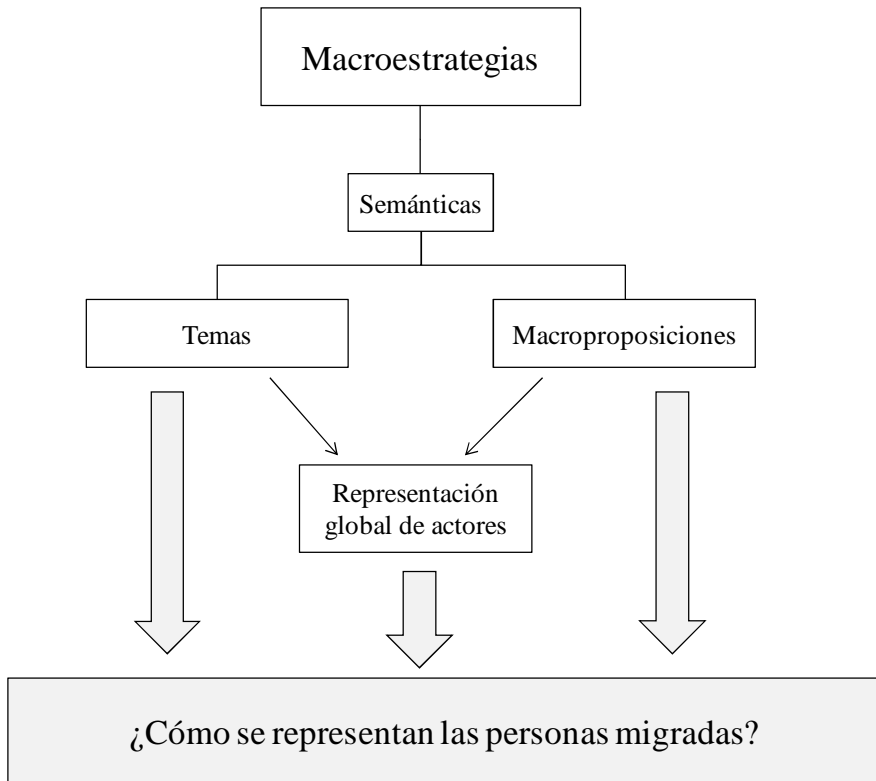 Macroestrategias
Semánticas
Temas
Macroproposiciones
Representación
global de actores
¿Cómo se representan las personas migradas?